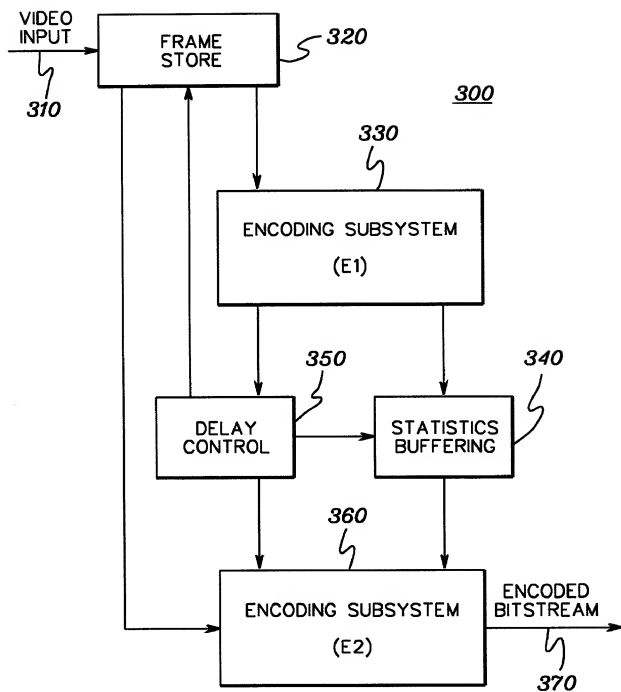 VIDEO
INPUT
310
FRAME
STORE
320
300
330
ENCODING SUBSYSTEM
(E1)
350
DELAY
CONTROL
340
STATISTICS
BUFFERING
360
ENCODING SUBSYSTEM
(E2)
ENCODED
BITSTREAM
370